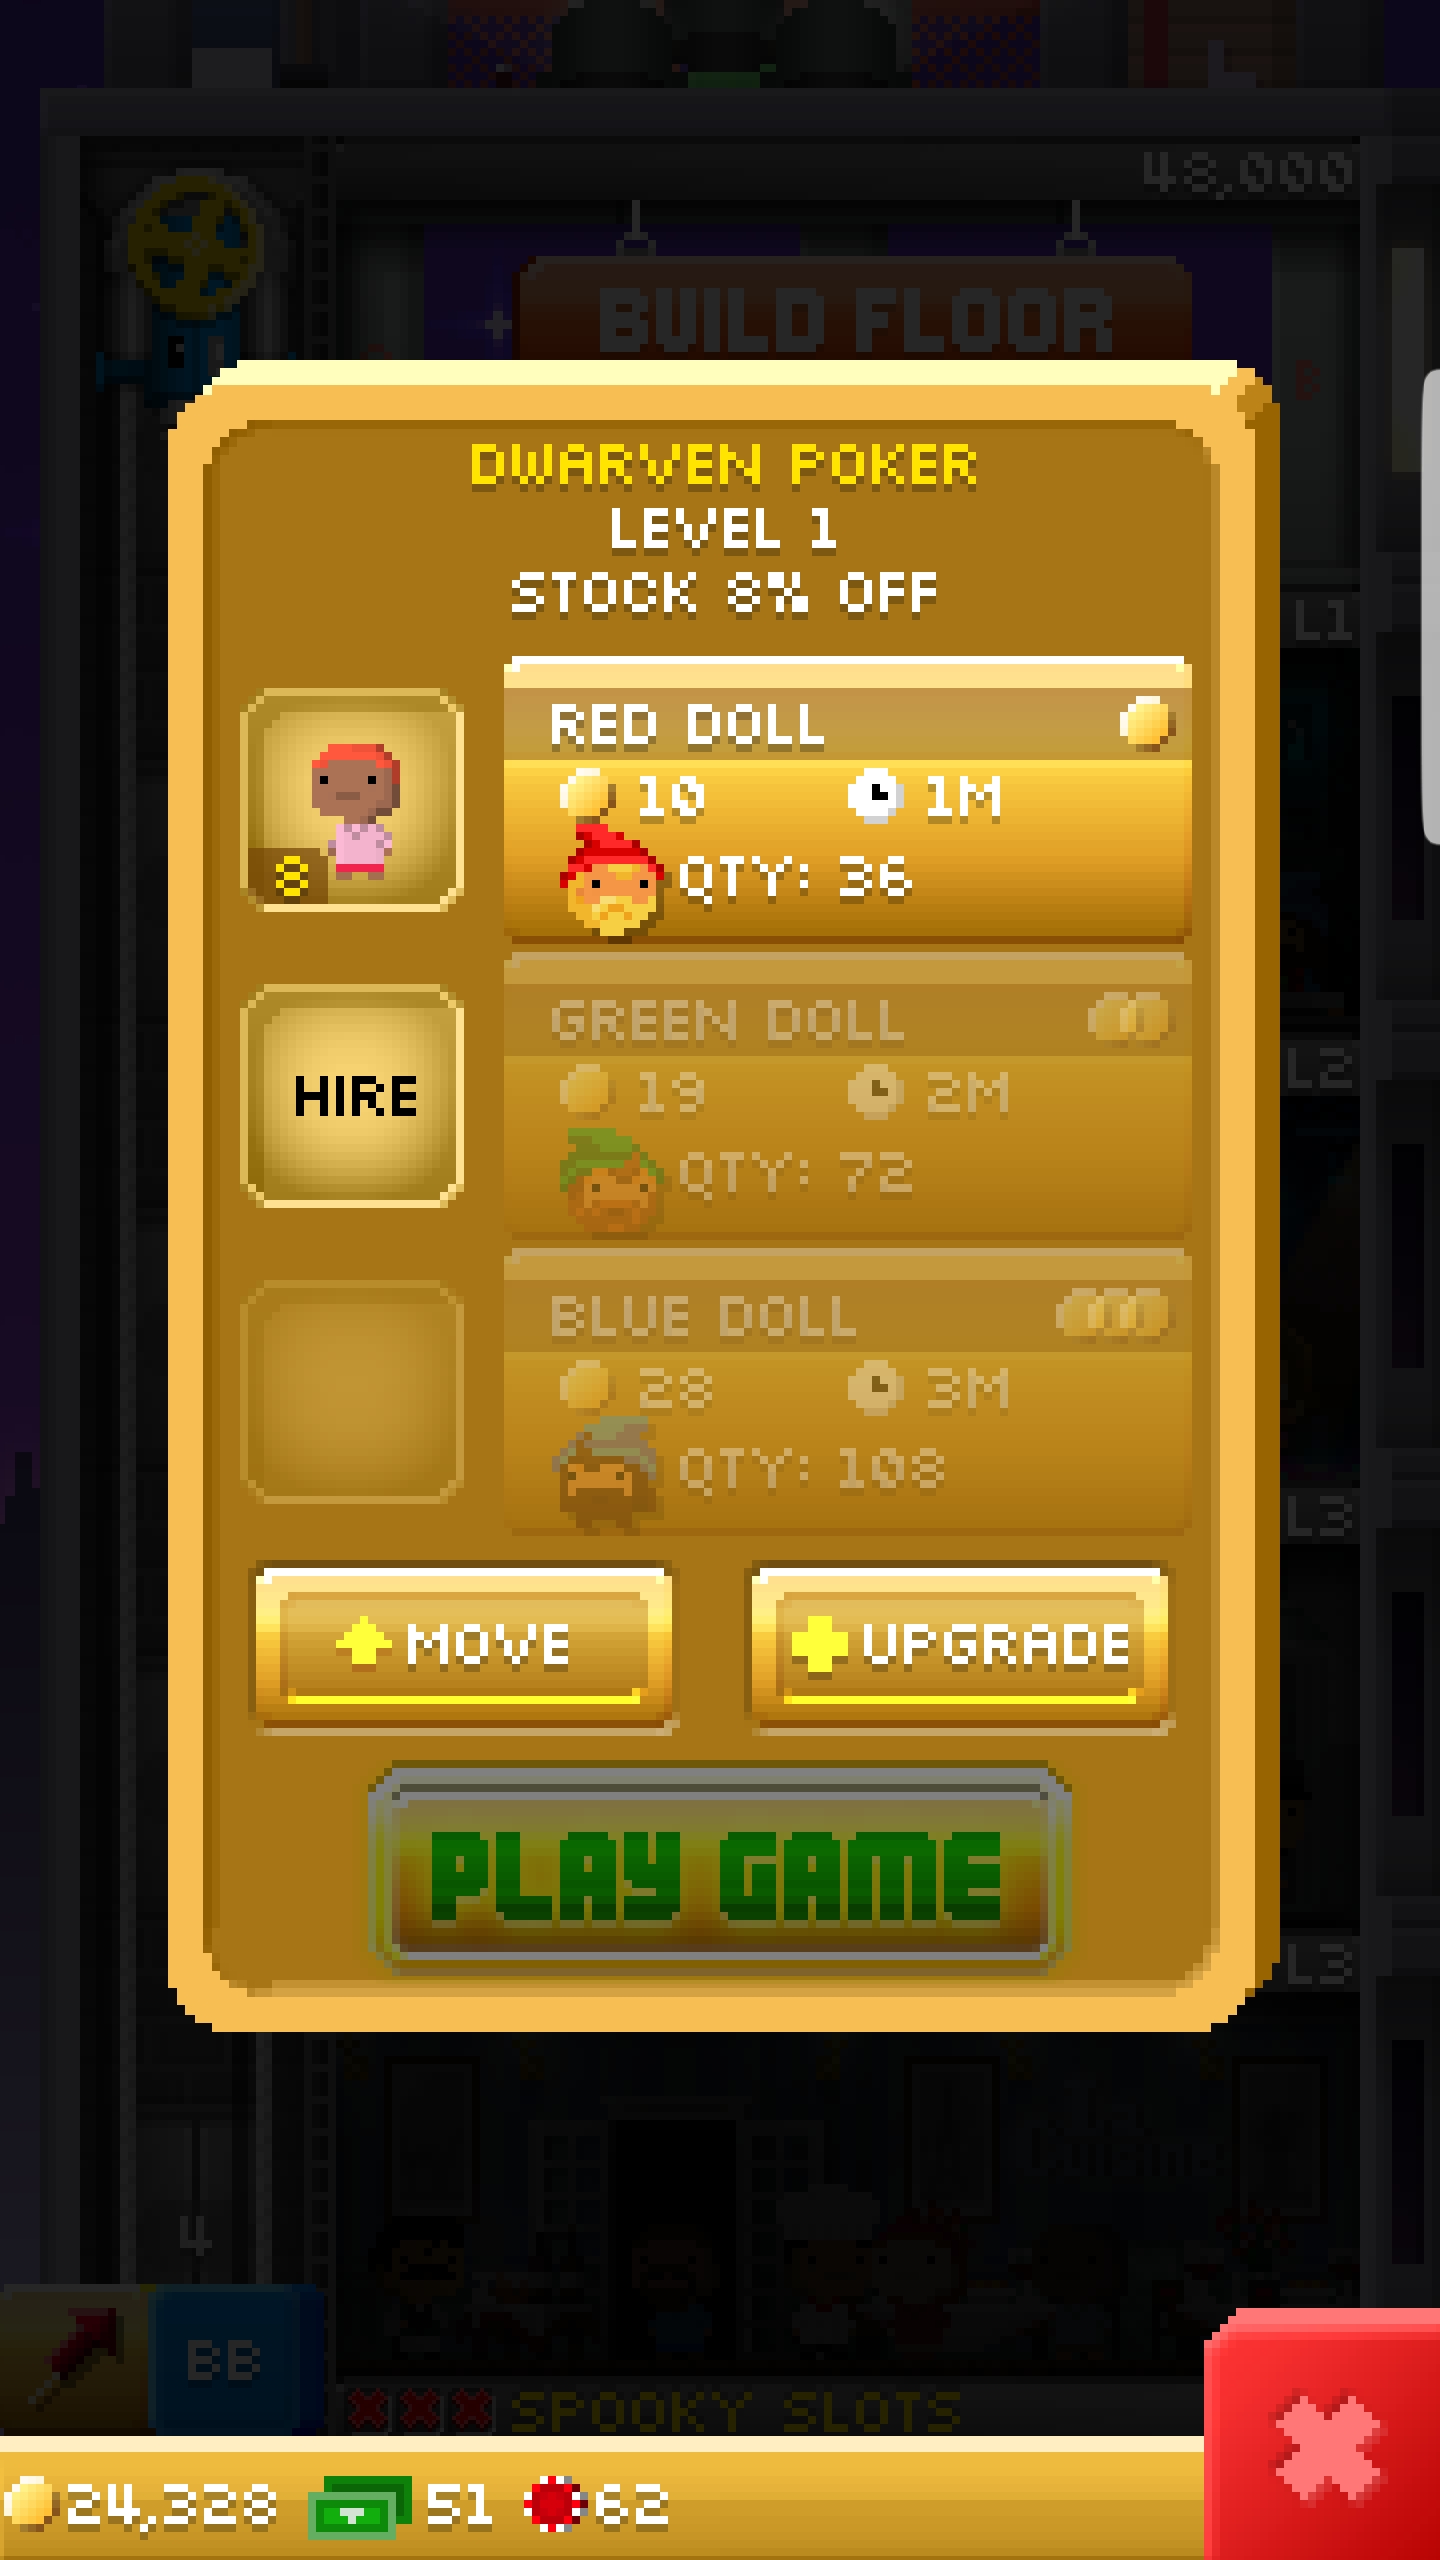 48,000
BUILD FLOOR
B
DWARVEN POKER
LEVEL 1
STOCK 8% OFF
L1
RED DOLL
10 1M
QTY: 36
8
GREEN DOLL
19 2M
QTY: 72
HIRE
L2
BLUE DOLL
28 3M
QTY: 108
L3
MOVE
UPGRADE
PLAY GAME
L3
4
BB
SPOOKY SLOTS
24,328 51 62